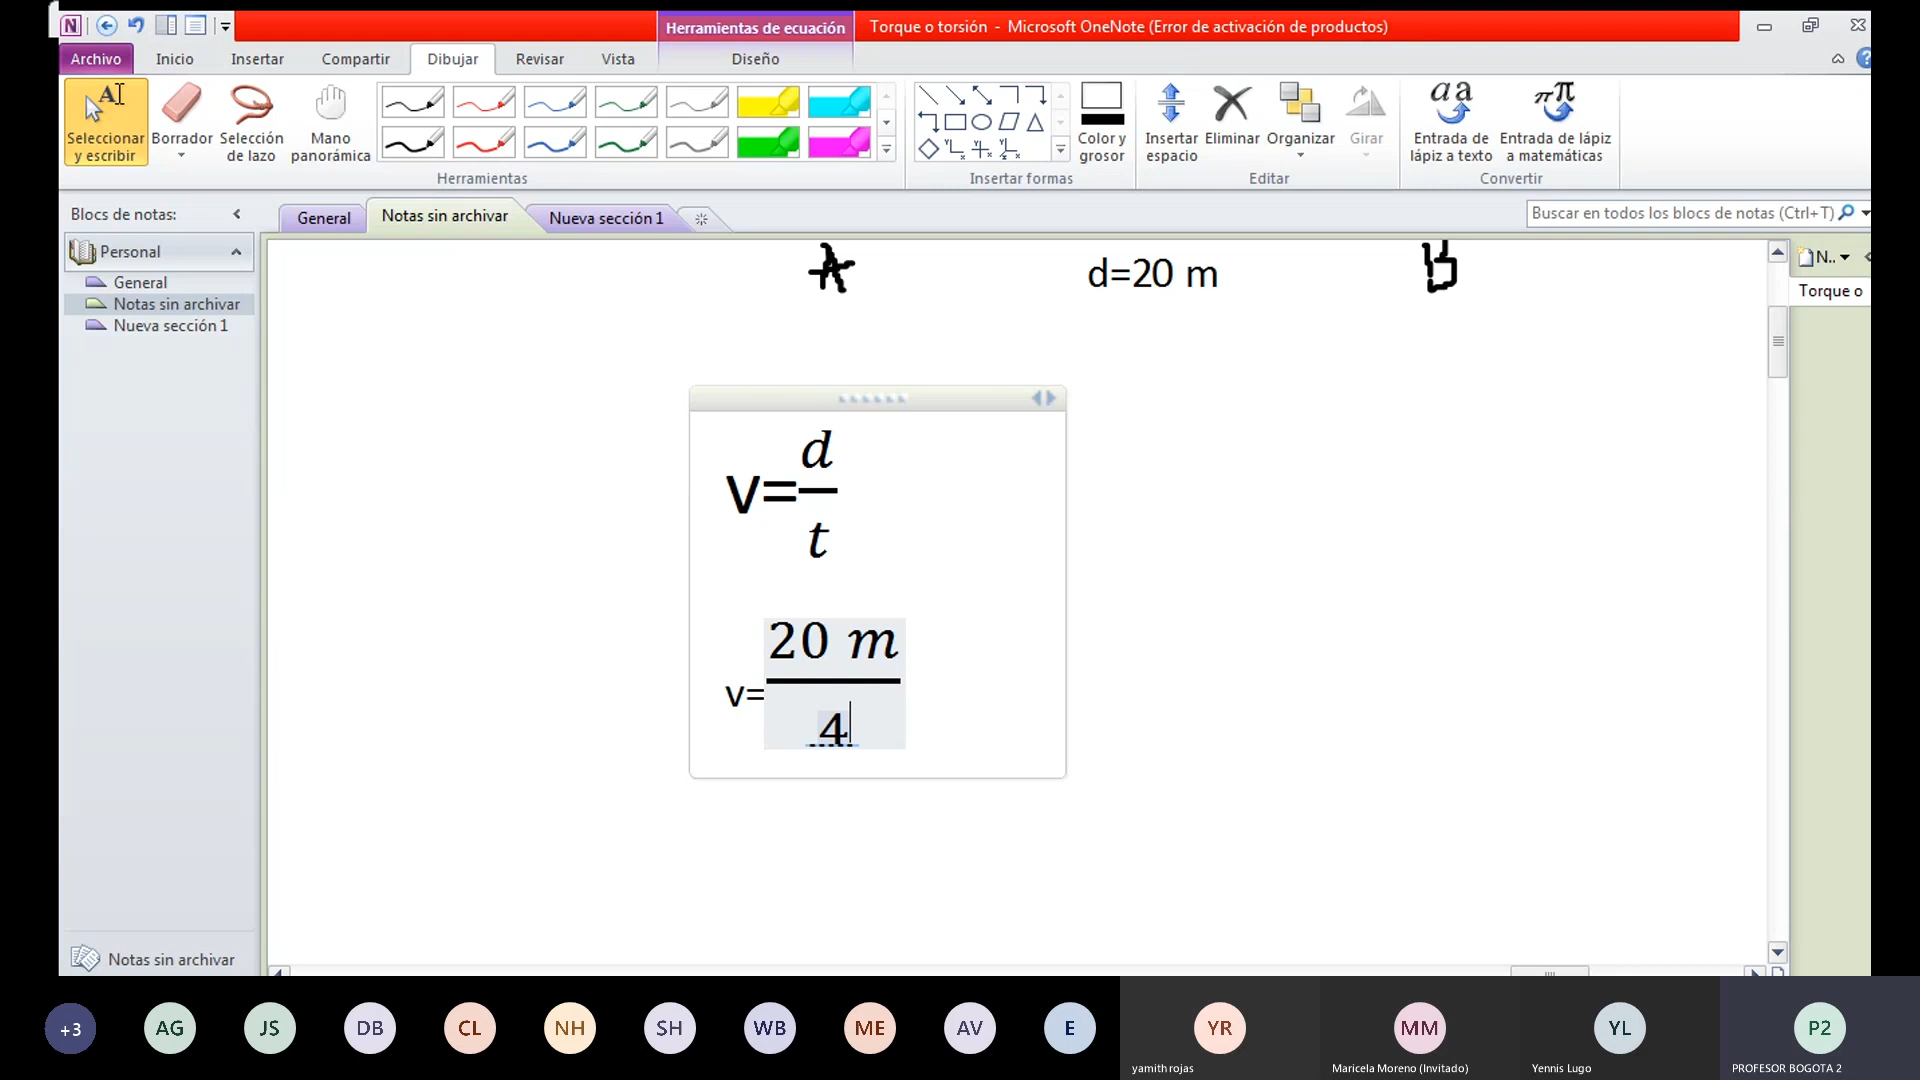 Herramientas de ecuación
Torque o torsión - Microsoft OneNote (Error de activación de productos)
Archivo
Inicio
Insertar
Compartir
Dibujar
Revisar
Vista
Diseño
Seleccionar y escribir
Borrador
Selección de lazo
Mano panorámica
Color y grosor
Insertar espacio
Eliminar
Organizar
Girar
Entrada de lápiz a texto
Entrada de lápiz a matemáticas
Herramientas
Insertar formas
Editar
Convertir
Blocs de notas:
General
Notas sin archivar
Nueva sección 1
Buscar en todos los blocs de notas (Ctrl+T)
Personal
General
Notas sin archivar
Nueva sección 1
N..
Torque o
A
d=20 m
B
v=d/t
v=20 m/4
Notas sin archivar
+3
AG
JS
DB
CL
NH
SH
WB
ME
AV
E
YR
MM
YL
P2
yamith rojas
Maricela Moreno (Invitado)
Yennis Lugo
PROFESOR BOGOTA 2